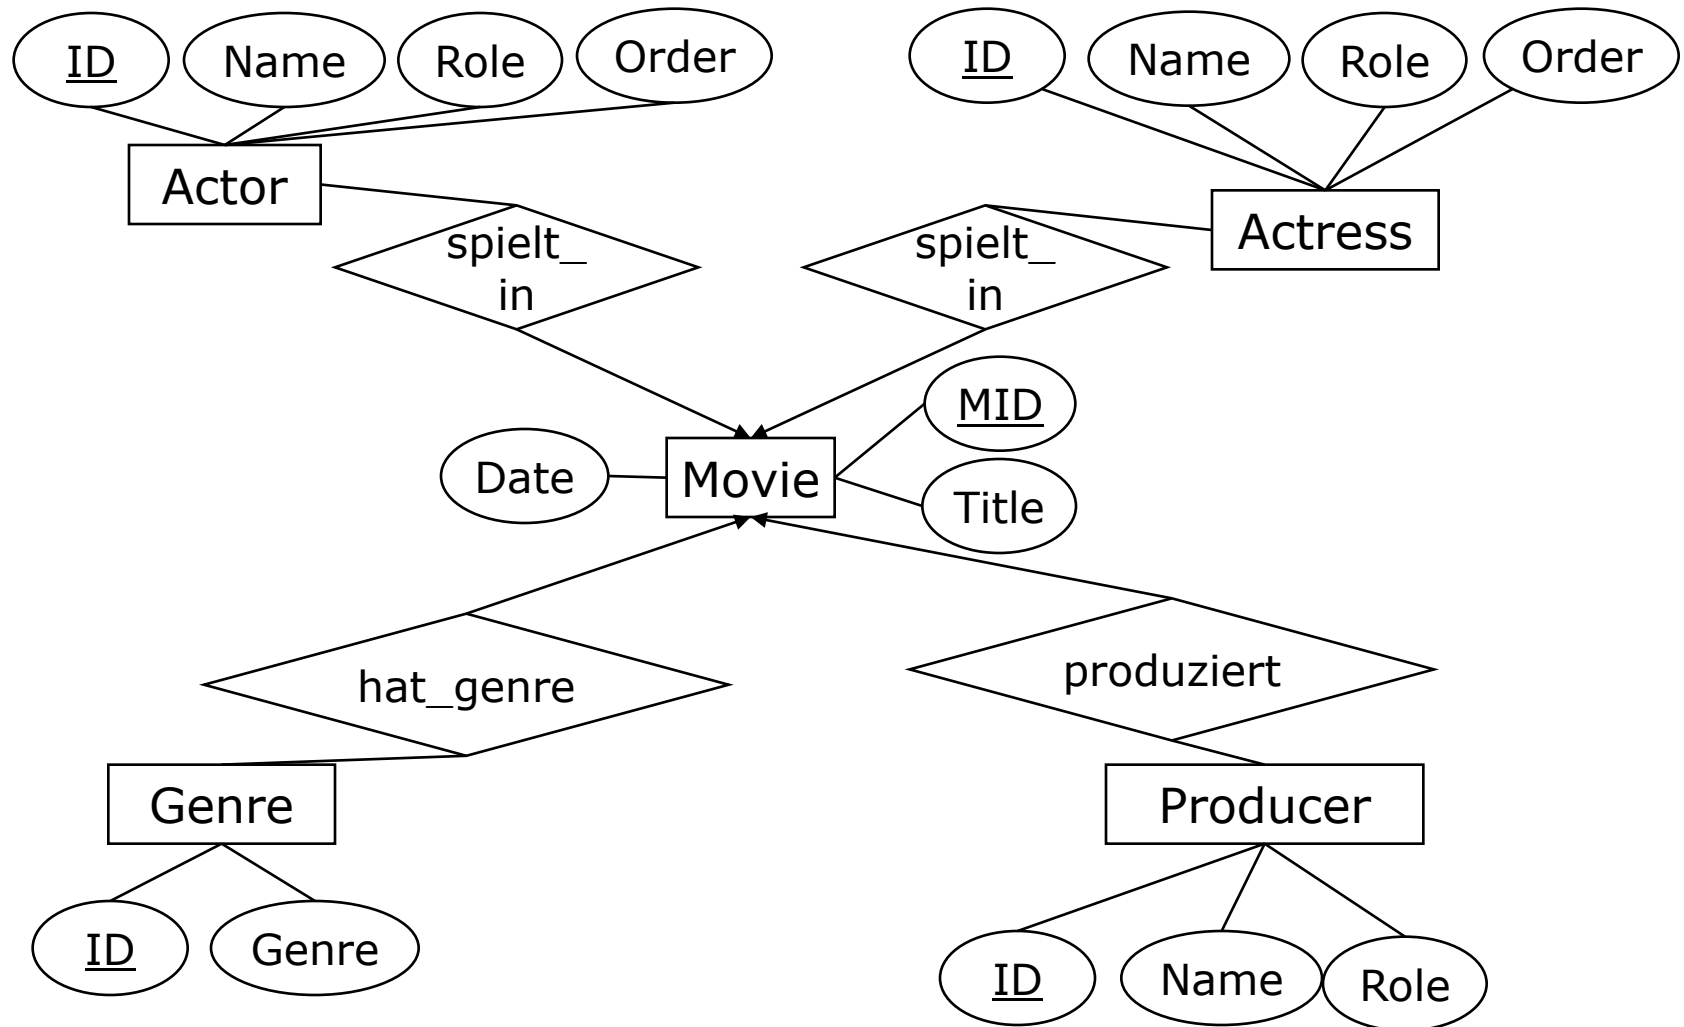 ID
Name
Role
Order
ID
Name
Role
Order
Actor
Actress
spielt_
in
spielt_
in
MID
Date
Movie
Title
hat_genre
produziert
Genre
Producer
ID
Genre
ID
Name
Role